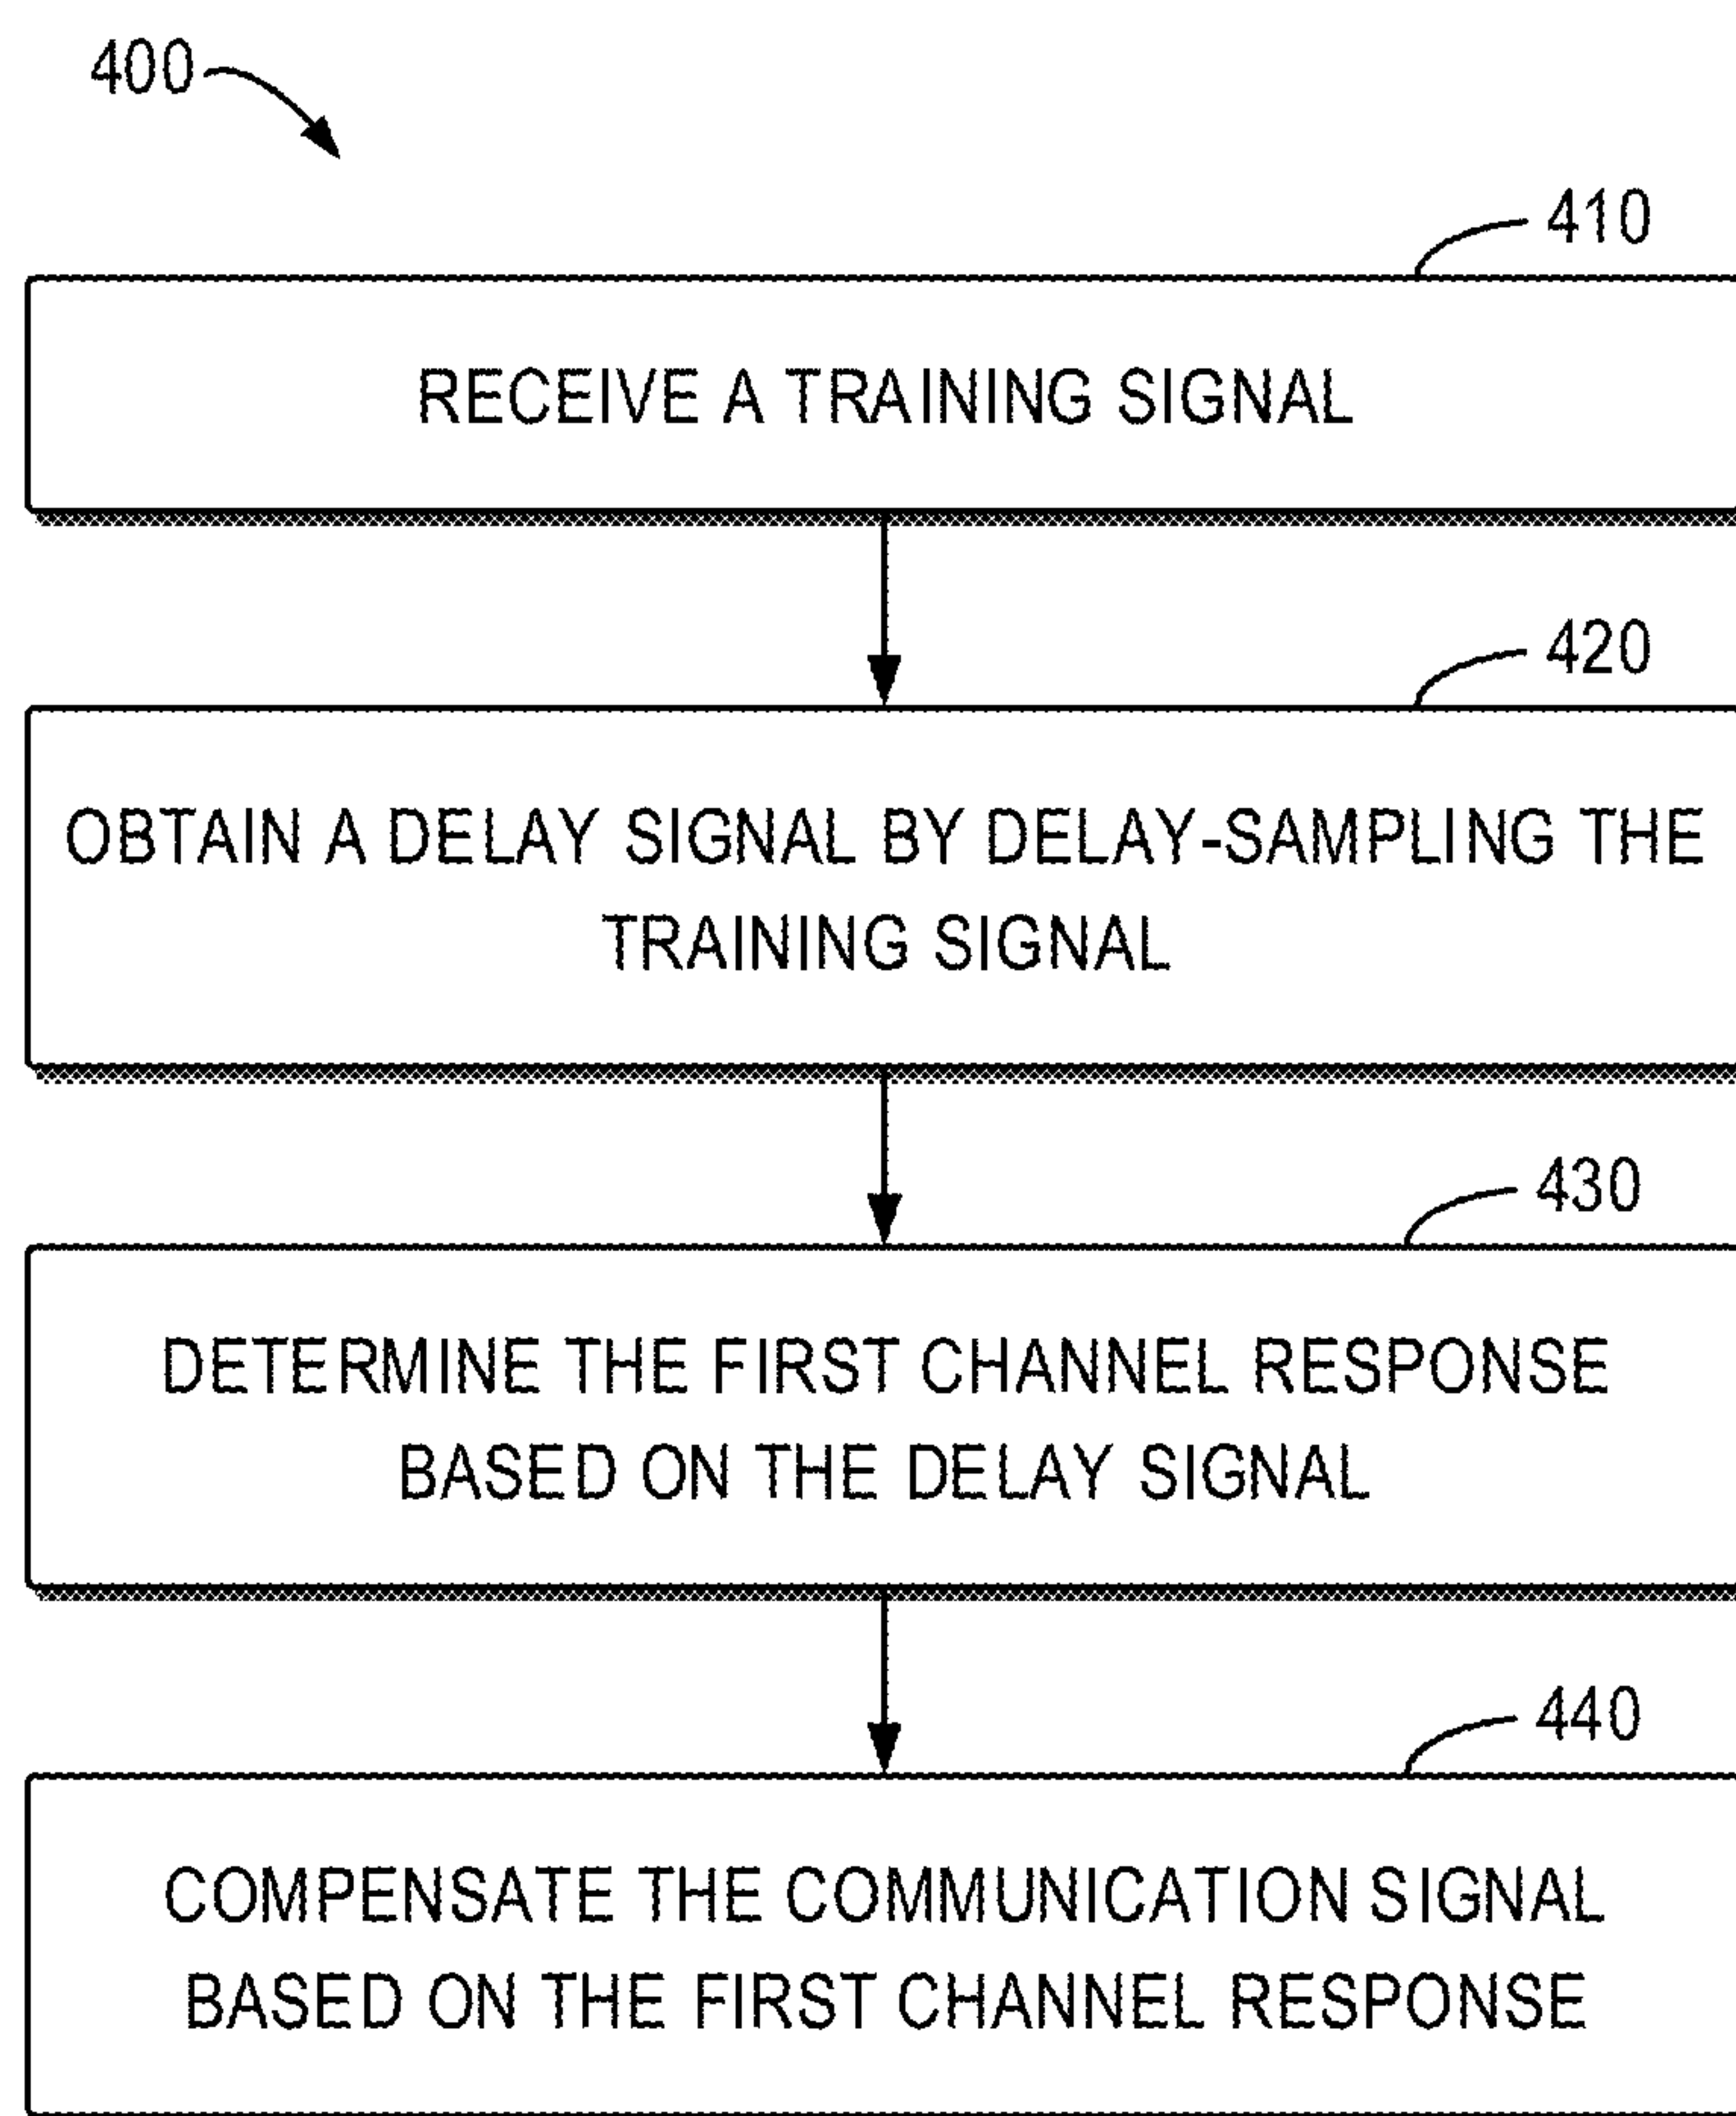 400
410
RECEIVE A TRAINING SIGNAL
420
OBTAIN A DELAY SIGNAL BY DELAY-SAMPLING THE
TRAINING SIGNAL
430
DETERMINE THE FIRST CHANNEL RESPONSE
BASED ON THE DELAY SIGNAL
440
COMPENSATE THE COMMUNICATION SIGNAL
BASED ON THE FIRST CHANNEL RESPONSE